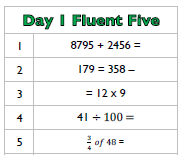 Day 1 Fluent Five
1 8795 + 2456 =
2 179 = 358 –
3 = 12 x 9
4 41 ÷ 100 =
5 3/4 of 48 =